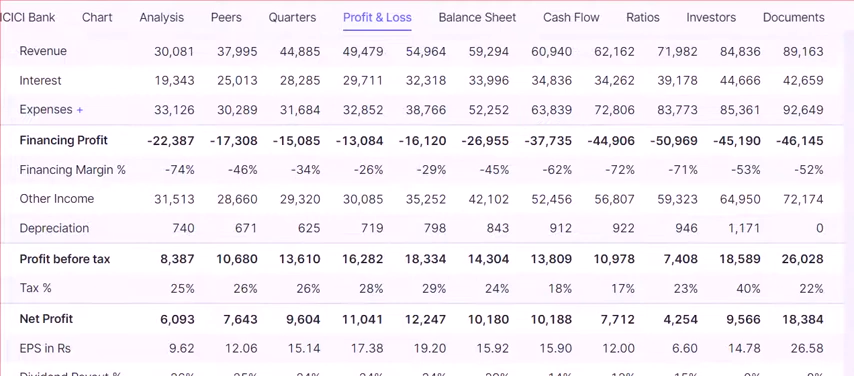 ICICI Bank Chart Analysis Peers Quarters Profit & Loss Balance Sheet Cash Flow Ratios Investors Documents
Revenue 30,081 37,995 44,885 49,479 54,964 59,294 60,940 62,162 71,982 84,836 89,163
Interest 19,343 25,013 28,285 29,711 32,318 33,996 34,836 34,262 39,178 44,666 42,659
Expenses + 33,126 30,289 31,684 32,852 38,766 52,252 63,839 72,806 83,773 85,361 92,649
Financing Profit -22,387 -17,308 -15,085 -13,084 -16,120 -26,955 -37,735 -44,906 -50,969 -45,190 -46,145
Financing Margin % -74% -46% -34% -26% -29% -45% -62% -72% -71% -53% -52%
Other Income 31,513 28,660 29,320 30,085 35,252 42,102 52,456 56,807 59,323 64,950 72,174
Depreciation 740 671 625 719 798 843 912 922 946 1,171 0
Profit before tax 8,387 10,680 13,610 16,282 18,334 14,304 13,809 10,978 7,408 18,589 26,028
Tax % 25% 26% 26% 28% 29% 24% 18% 17% 23% 40% 22%
Net Profit 6,093 7,643 9,604 11,041 12,247 10,180 10,188 7,712 4,254 9,566 18,384
EPS in Rs 9.62 12.06 15.14 17.38 19.20 15.92 15.90 12.00 6.60 14.78 26.58
Dividend Payout %